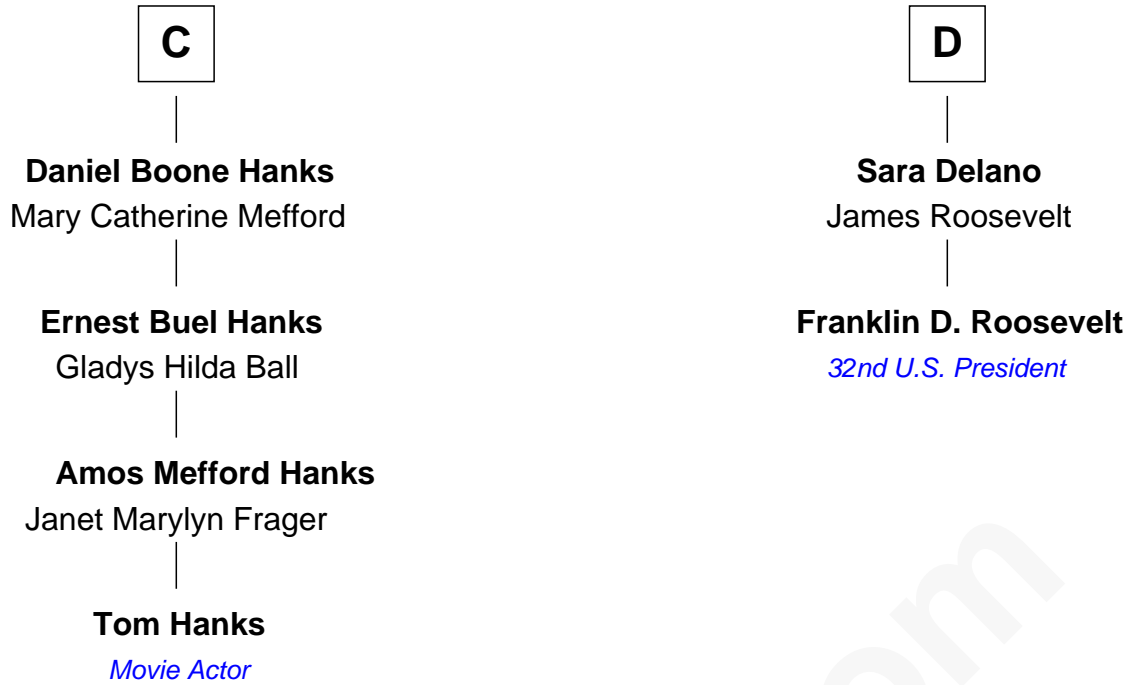 C
Daniel Boone Hanks
Mary Catherine Mefford
Ernest Buel Hanks
Gladys Hilda Ball
Amos Mefford Hanks
Janet Marylyn Frager
Tom Hanks
Movie Actor
D
Sara Delano
James Roosevelt
Franklin D. Roosevelt
32nd U.S. President
om